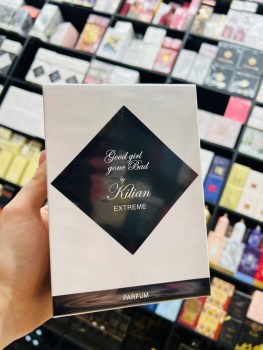 Good girl
gone Bad
by
Kilian
EXTREME
PARFUM